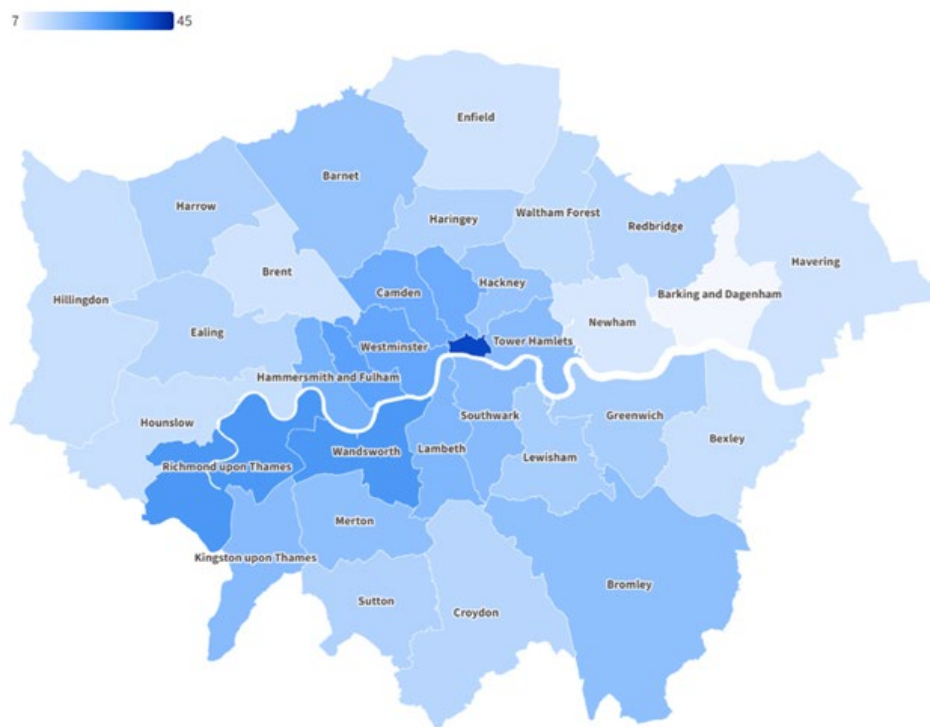 7 45
Enfield
Barnet
Harrow
Haringey
Waltham Forest
Redbridge
Havering
Brent
Hackney
Camden
Barking and Dagenham
Hillingdon
Newham
Ealing
Westminster
Tower Hamlets
Hammersmith and Fulham
Southwark
Greenwich
Hounslow
Bexley
Wandsworth
Lambeth
Lewisham
Richmond upon Thames
Merton
Kingston upon Thames
Bromley
Sutton
Croydon